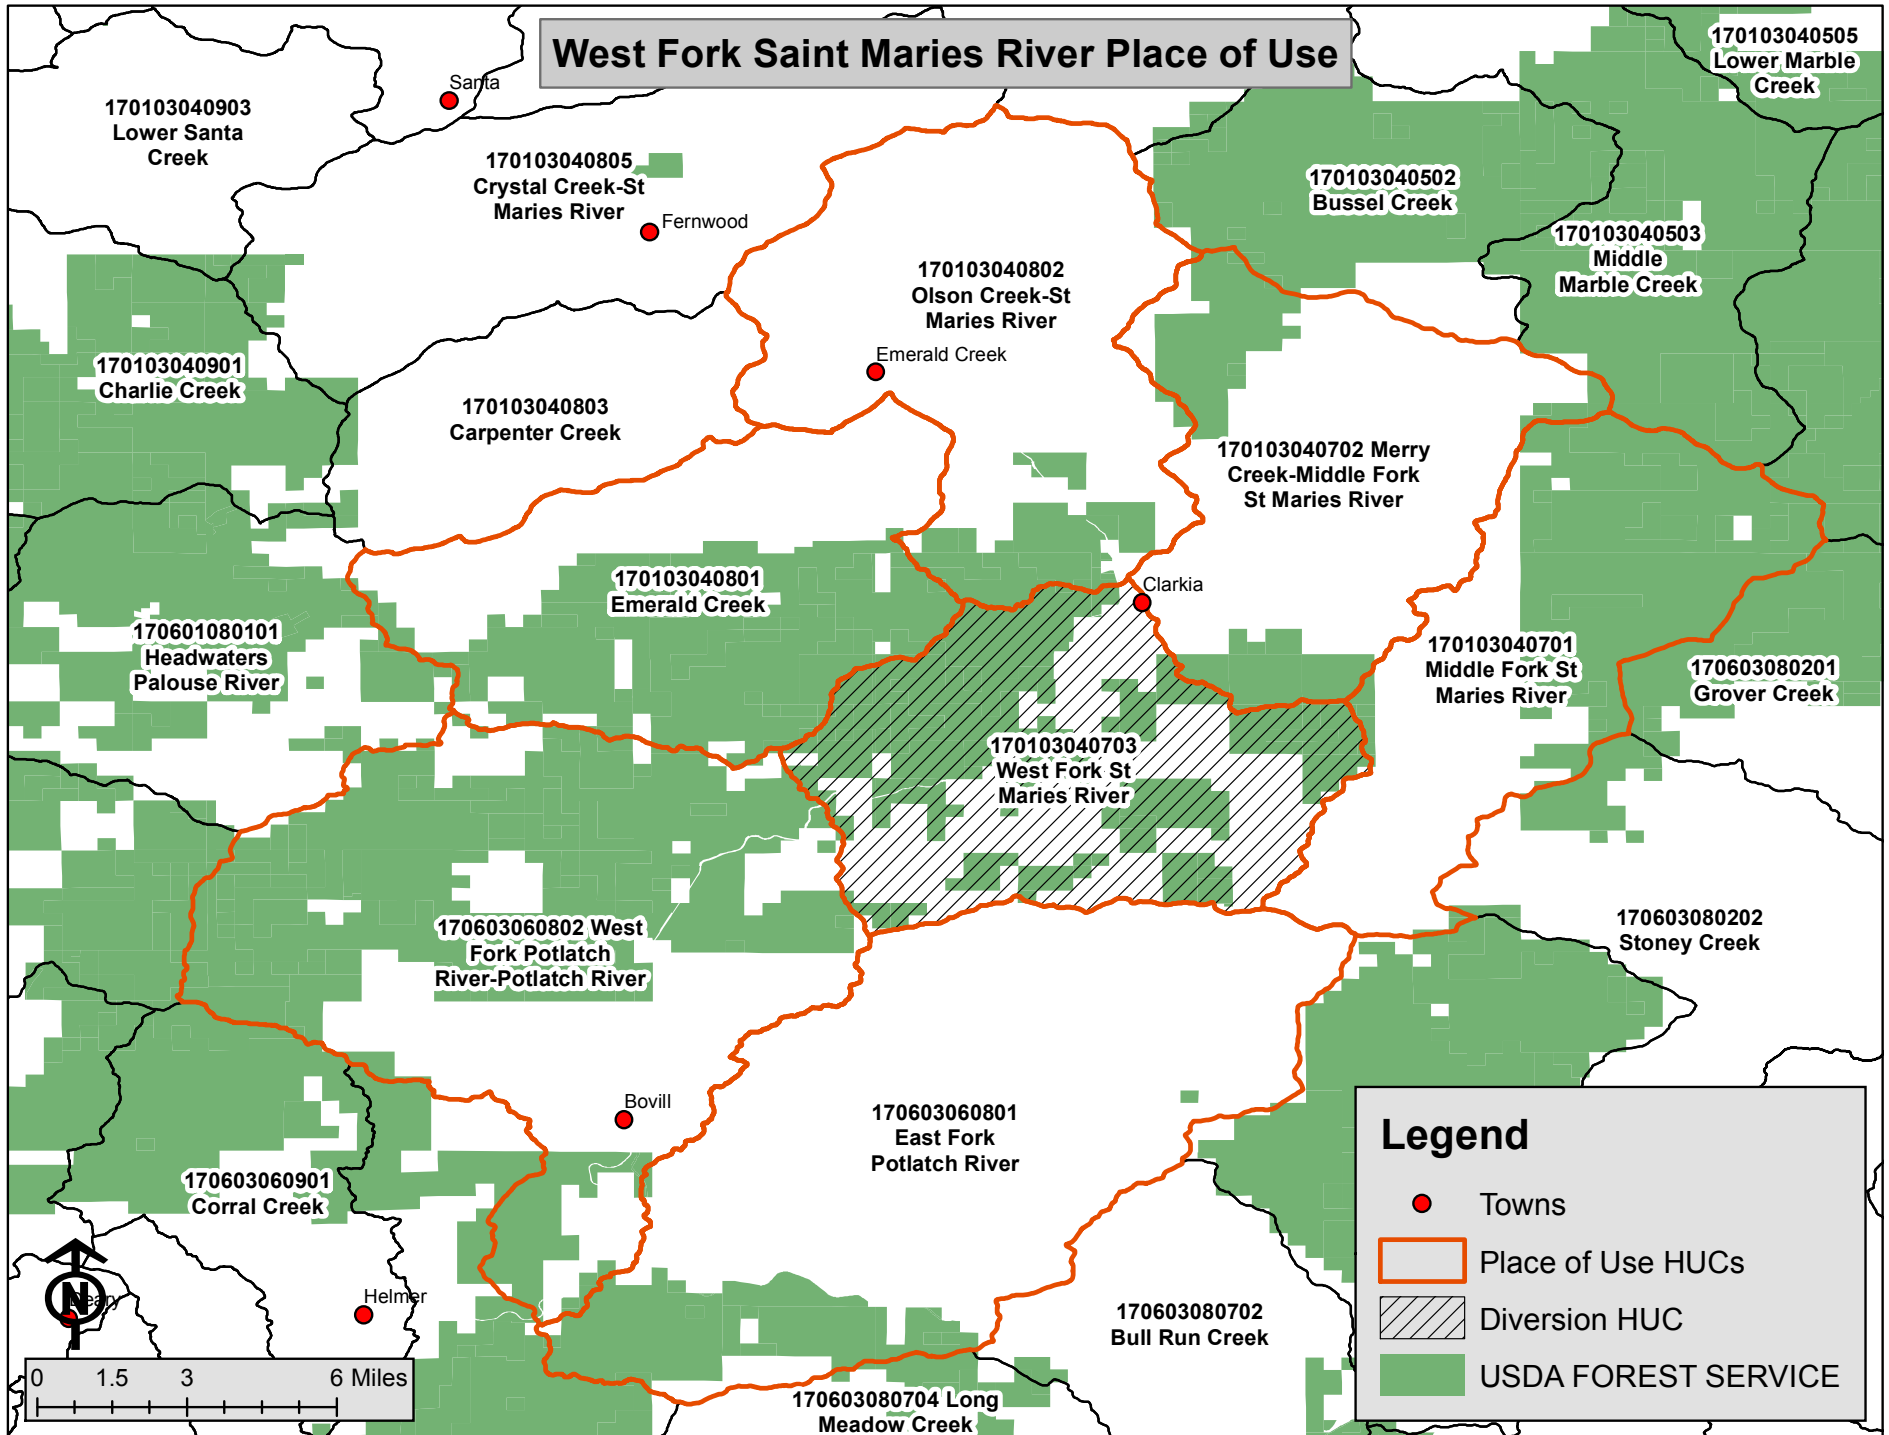 West Fork Saint Maries River Place of Use
170103040505
Lower Marble
Creek
Santa
170103040903
Lower Santa
Creek
170103040805
Crystal Creek-St
Maries River
Fernwood
170103040502
Bussel Creek
170103040503
Middle
Marble Creek
170103040802
Olson Creek-St
Maries River
Emerald Creek
170103040901
Charlie Creek
170103040803
Carpenter Creek
170103040702 Merry
Creek-Middle Fork
St Maries River
170103040801
Emerald Creek
Clarkia
170601080101
Headwaters
Palouse River
170103040701
Middle Fork St
Maries River
170603080201
Grover Creek
170103040703
West Fork St
Maries River
170603060802 West
Fork Potlatch
River-Potlatch River
170603080202
Stoney Creek
Bovill
170603060801
East Fork
Potlatch River
170603060901
Corral Creek
Legend
Towns
Place of Use HUCs
Diversion HUC
USDA FOREST SERVICE
N
Deary
Helmer
170603080702
Bull Run Creek
0 1.5 3 6 Miles
170603080704 Long
Meadow Creek